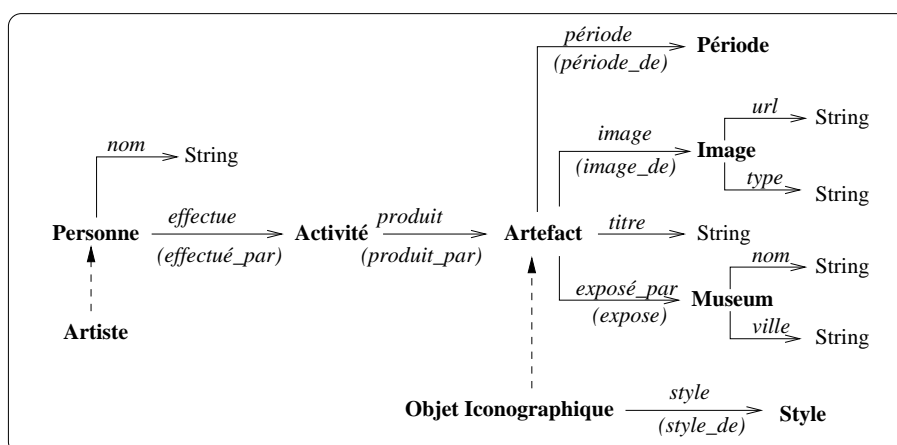 période
Période
(période_de)
url
String
image
nom
String
Image
(image_de)
type
String
effectue
produit
titre
Personne
Activité
Artefact
String
(effectué_par)
(produit_par)
nom
String
exposé_par
Museum
(expose)
Artiste
ville
String
style
Objet Iconographique
Style
(style_de)